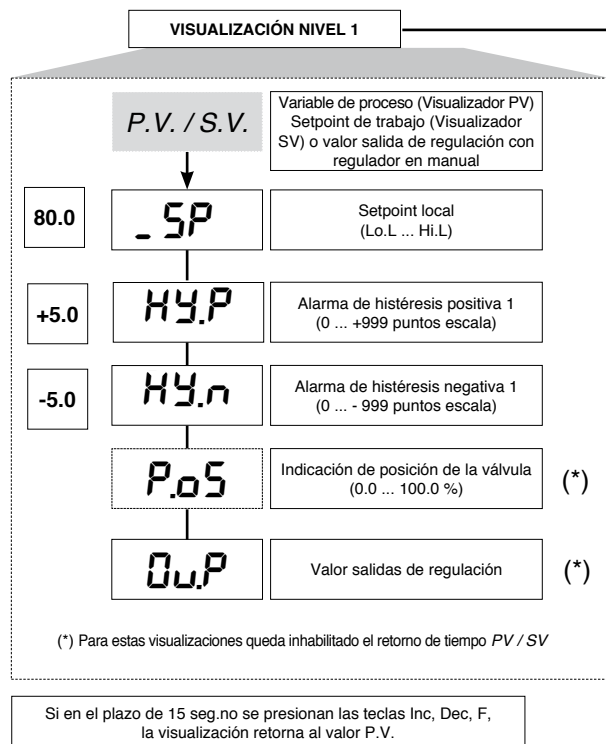 VISUALIZACIÓN NIVEL 1
P.V. / S.V.
Variable de proceso (Visualizador PV)
Setpoint de trabajo (Visualizador
SV) o valor salida de regulación con
regulador en manual
80.0
_SP
Setpoint local
(Lo.L ... Hi.L)
+5.0
HY.P
Alarma de histéresis positiva 1
(0 ... +999 puntos escala)
-5.0
HY.n
Alarma de histéresis negativa 1
(0 ... - 999 puntos escala)
P.oS
Indicación de posición de la válvula
(0.0 ... 100.0 %)
(*)
Ou.P
Valor salidas de regulación
(*)
(*) Para estas visualizaciones queda inhabilitado el retorno de tiempo PV / SV
Si en el plazo de 15 seg.no se presionan las teclas Inc, Dec, F,
la visualización retorna al valor P.V.